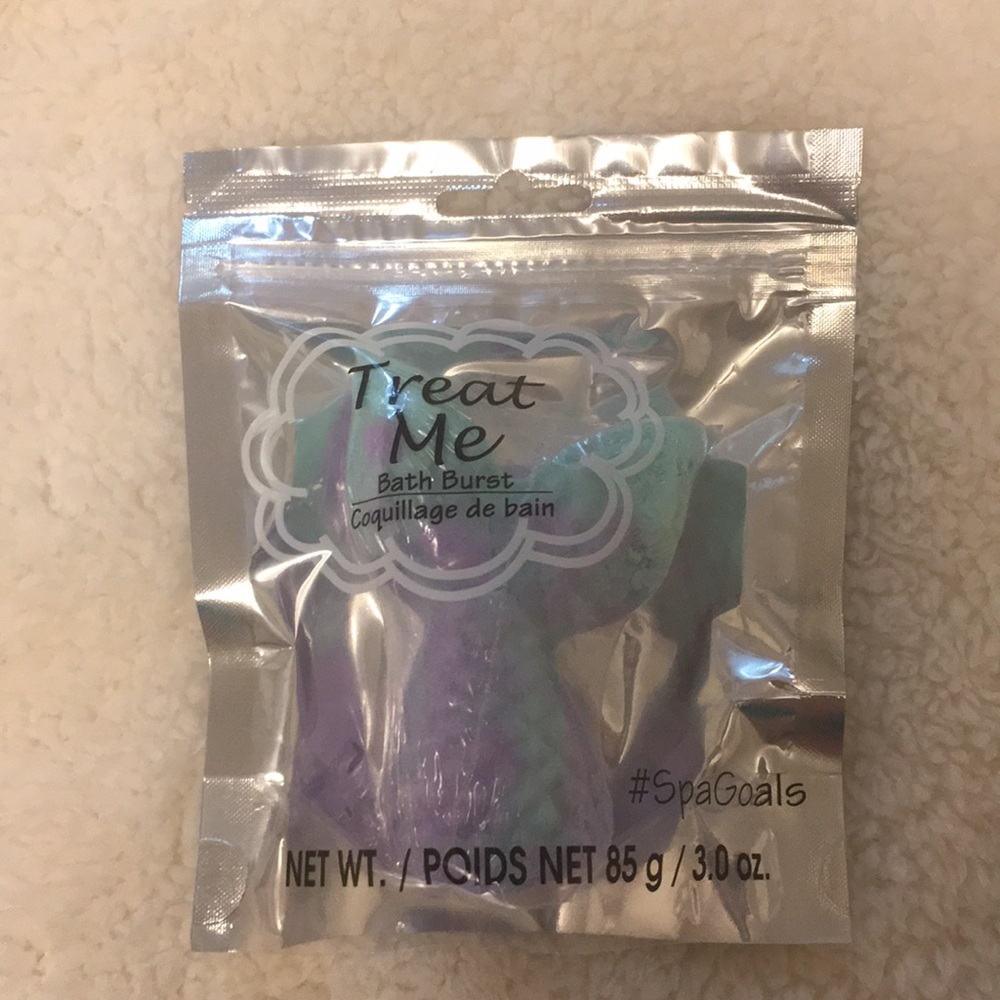 Treat
Me
Bath Burst
Coquillage de bain
#SpaGoals
NET WT. / POIDS NET 85 g / 3.0 oz.